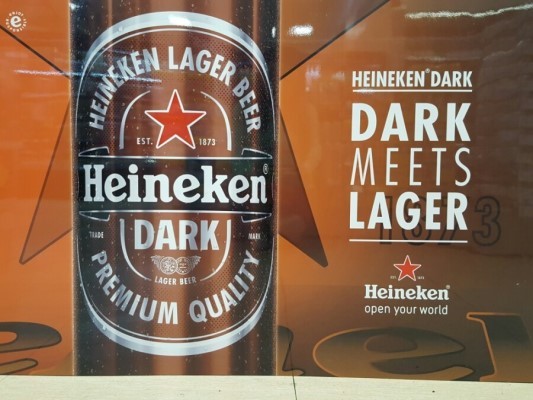 HEINEKEN LAGER BEER
EST. 1873
Heineken®
DARK
TRADE MARK
LAGER BEER
PREMIUM QUALITY
HEINEKEN® DARK
DARK
MEETS
LAGER
1873
Heineken®
open your world